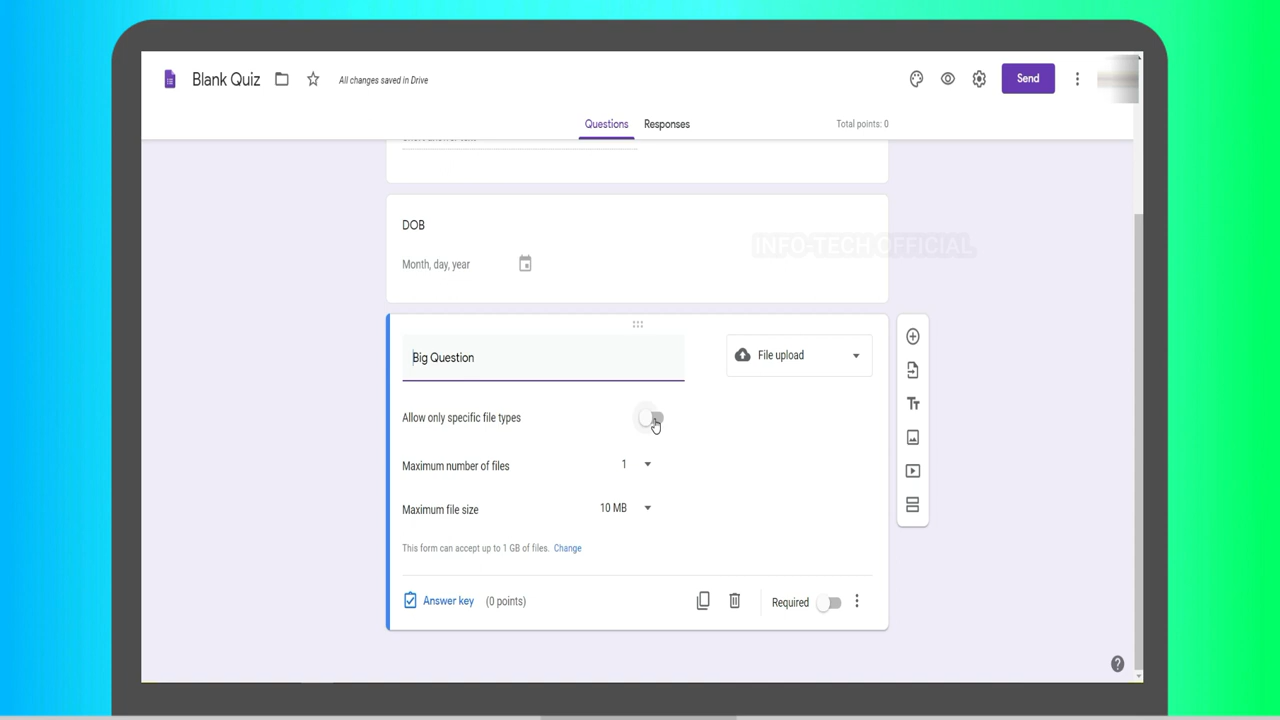 Blank Quiz
All changes saved in Drive
Send
Questions
Responses
Total points: 0
DOB
INFO-TECH OFFICIAL
Month, day, year
Big Question
File upload
Allow only specific file types
Maximum number of files
1
Maximum file size
10 MB
This form can accept up to 1 GB of files. Change
Answer key
(0 points)
Required